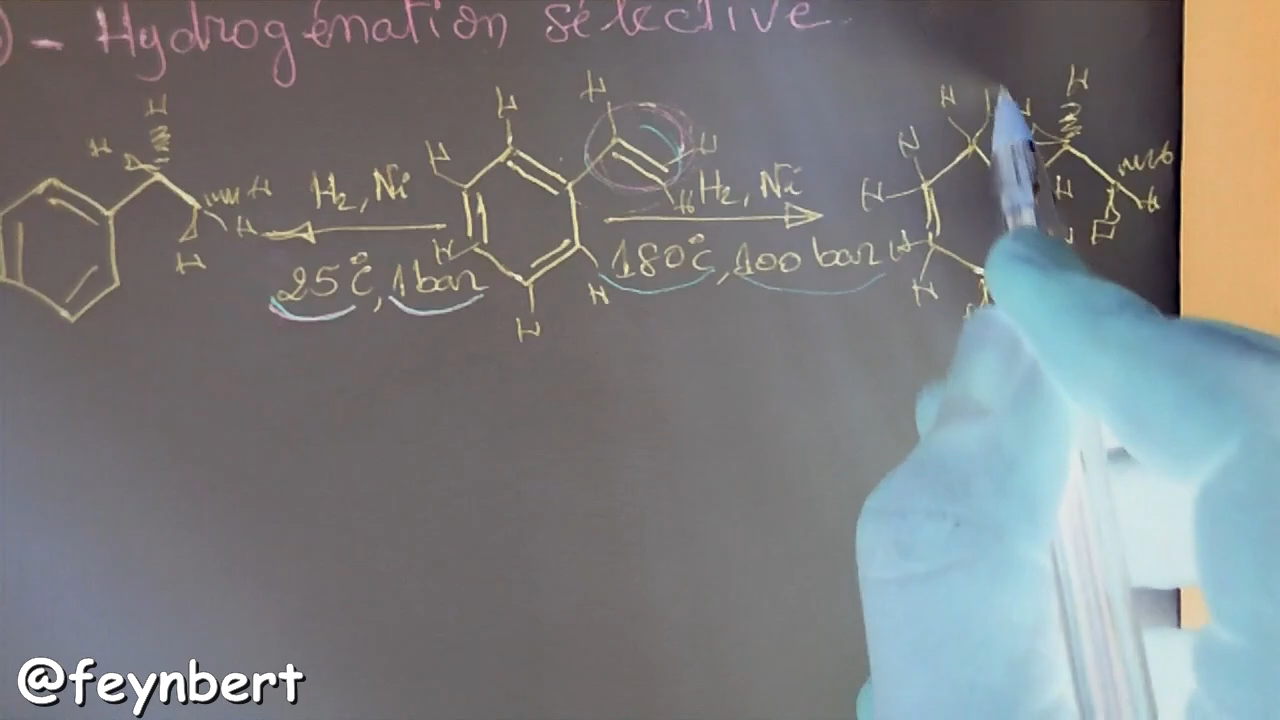 - Hydrogénation sélective
H H H H
H H₂, Ni H H H₂, Ni H H
H H H H H H H
H 25°C, 1 bar H 180°C, 100 bar H
H H H
@feynbert